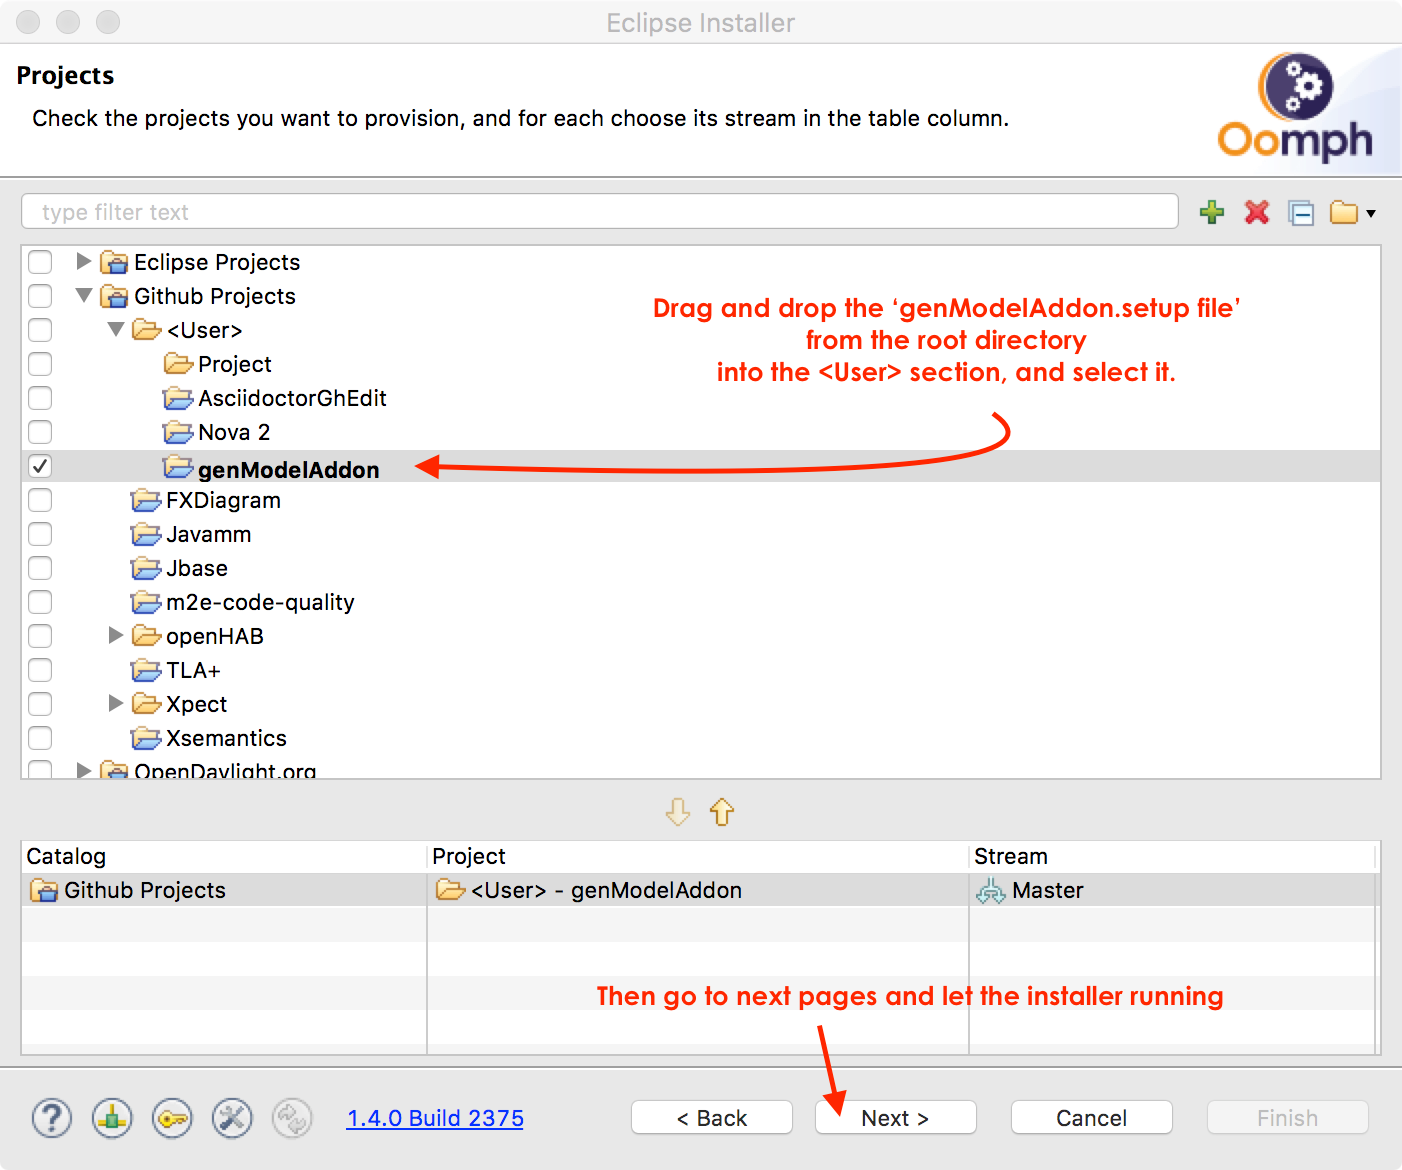 Eclipse Installer
Projects
Check the projects you want to provision, and for each choose its stream in the table column.
Oomph
type filter text
Eclipse Projects
Github Projects
<User>
Project
AsciidoctorGhEdit
Nova 2
genModelAddon
FXDiagram
Javamm
Jbase
m2e-code-quality
openHAB
TLA+
Xpect
Xsemantics
OpenDaylight.org
Drag and drop the ‘genModelAddon.setup file’
from the root directory
into the <User> section, and select it.
Catalog Project Stream
Github Projects <User> - genModelAddon Master
Then go to next pages and let the installer running
? 1.4.0 Build 2375 < Back Next > Cancel Finish